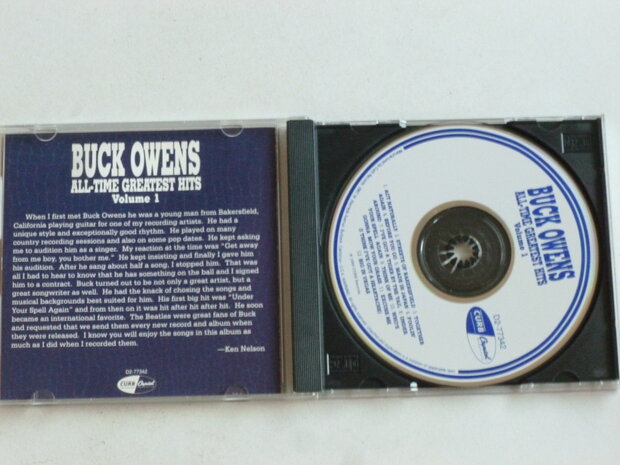 BUCK OWENS
ALL-TIME GREATEST HITS
Volume 1
When I first met Buck Owens he was a young man from Bakersfield,
California playing guitar for one of my recording artists. He had a
unique style and exceptionally good rhythm. He played on many
country recording sessions and also on some pop dates. He kept asking
me to audition him as a singer. My reaction at the time was "Get away
from me boy, you bother me." He kept insisting and finally I gave him
his audition. After he sang about half a song, I stopped him. That was
all I had to hear to know that he has something on the ball and I signed
him to a contract. Buck turned out to be not only a great artist, but a
great songwriter as well. He had the knack of chosing the songs and
musical backgrounds best suited for him. His first big hit was "Under
Your Spell Again" and from then on it was hit after hit after hit. He soon
became an international favorite. The Beatles were great fans of Buck
and requested that we send them every new record and album when
they were released. I know you will enjoy the songs in this album as
much as I did when I recorded them.
—Ken Nelson
D2-77342
CURB Capitol
BUCK OWENS
ALL-TIME GREATEST HITS
Volume 1
D2-77342
ACT NATURALLY
STREETS OF BAKERSFIELD
TOGETHER
AGAIN
CURB Capitol